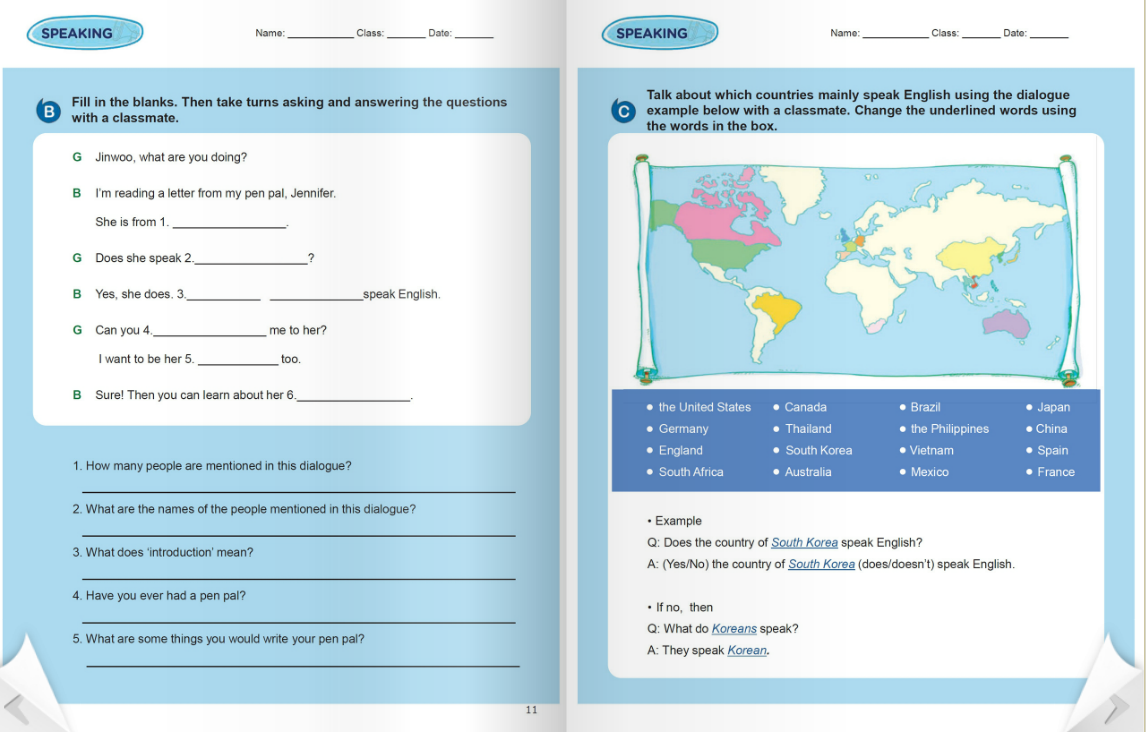 SPEAKING
Name: ____________ Class: _______ Date: _______
B
Fill in the blanks. Then take turns asking and answering the questions
with a classmate.
G Jinwoo, what are you doing?
B I'm reading a letter from my pen pal, Jennifer.
She is from 1. _________________.
G Does she speak 2._________________?
B Yes, she does. 3.___________ ______________speak English.
G Can you 4._________________ me to her?
I want to be her 5. ____________ too.
B Sure! Then you can learn about her 6._________________.
1. How many people are mentioned in this dialogue?
2. What are the names of the people mentioned in this dialogue?
3. What does 'introduction' mean?
4. Have you ever had a pen pal?
5. What are some things you would write your pen pal?
11
SPEAKING
Name: ____________ Class: _______ Date: _______
C
Talk about which countries mainly speak English using the dialogue
example below with a classmate. Change the underlined words using
the words in the box.
• the United States • Canada • Brazil • Japan
• Germany • Thailand • the Philippines • China
• England • South Korea • Vietnam • Spain
• South Africa • Australia • Mexico • France
• Example
Q: Does the country of South Korea speak English?
A: (Yes/No) the country of South Korea (does/doesn't) speak English.
• If no, then
Q: What do Koreans speak?
A: They speak Korean.